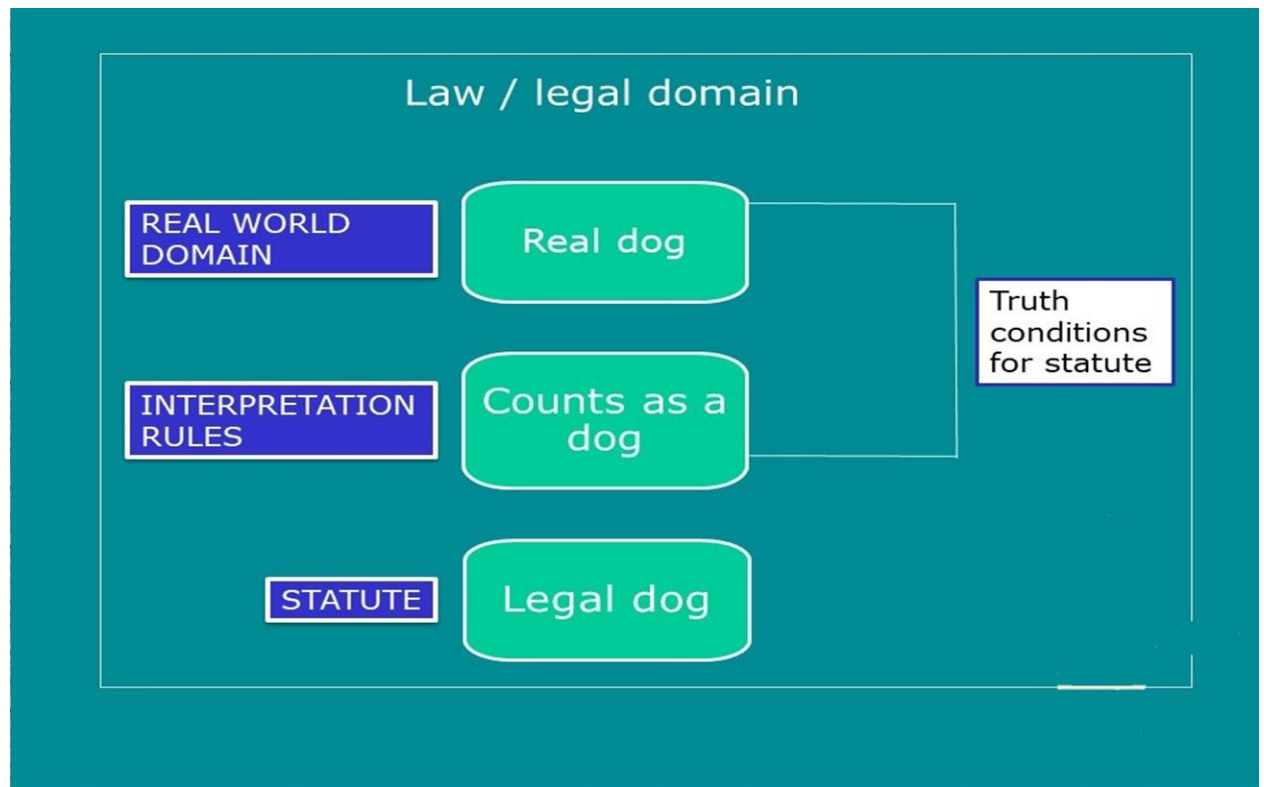 Law / legal domain
REAL WORLD
DOMAIN
Real dog
Truth
conditions
for statute
INTERPRETATION
RULES
Counts as a
dog
STATUTE
Legal dog